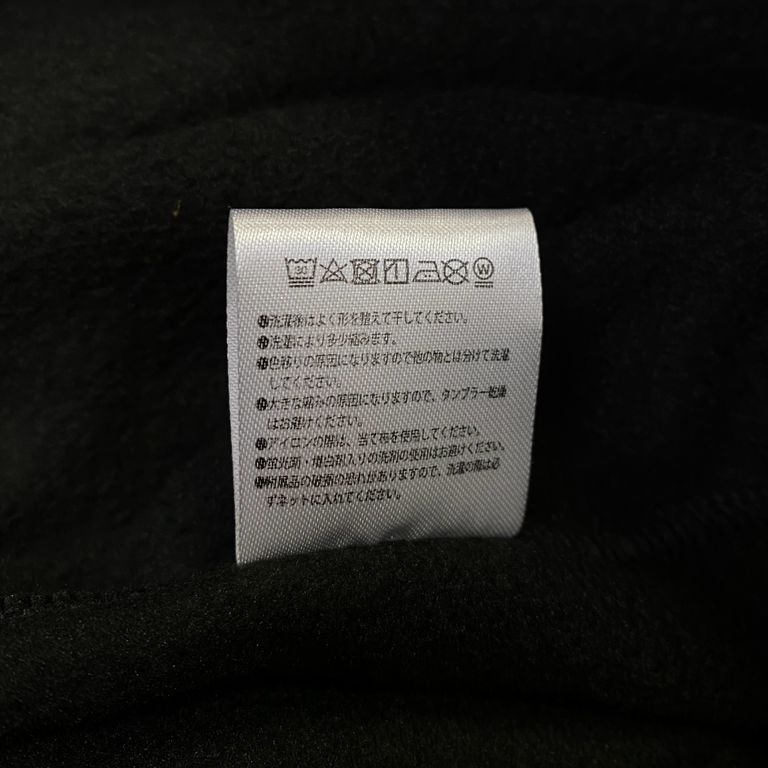 30 W
※洗濯後はよく形を整えて干してください。
※洗濯により多少縮みます。
※色移りの原因になりますので他の物とは分けて洗濯
してください。
※大きな縮みの原因になりますので、タンブラー乾燥
はお避けください。
※アイロンの際は、当て布を使用してください。
※蛍光剤・増白剤入りの洗剤の使用はお避けください。
※附属品の破損の恐れがありますので、洗濯の際は必
ずネットに入れてください。